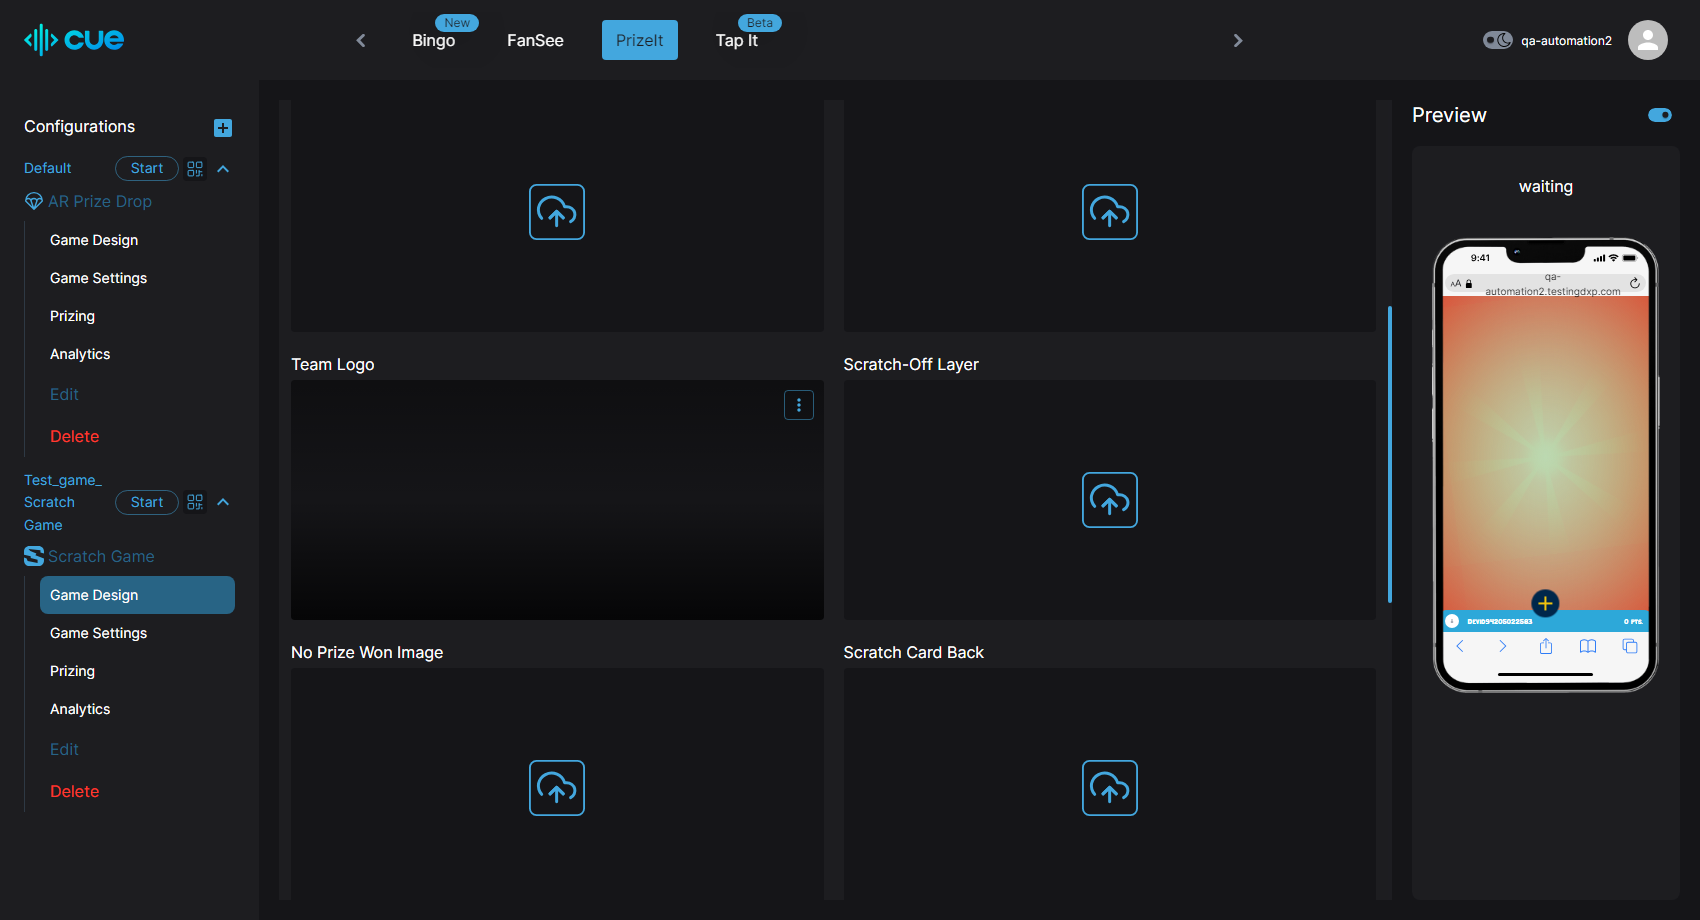 cue
New
Bingo
FanSee
PrizeIt
Beta
Tap It
qa-automation2
Configurations
Default
Start
AR Prize Drop
Game Design
Game Settings
Prizing
Analytics
Edit
Delete
Test_game_
Scratch
Game
Start
Scratch Game
Game Design
Game Settings
Prizing
Analytics
Edit
Delete
Team Logo
Scratch-Off Layer
No Prize Won Image
Scratch Card Back
Preview
waiting
9:41
AA
qa-
automation2.testingdxp.com
0 PTS.